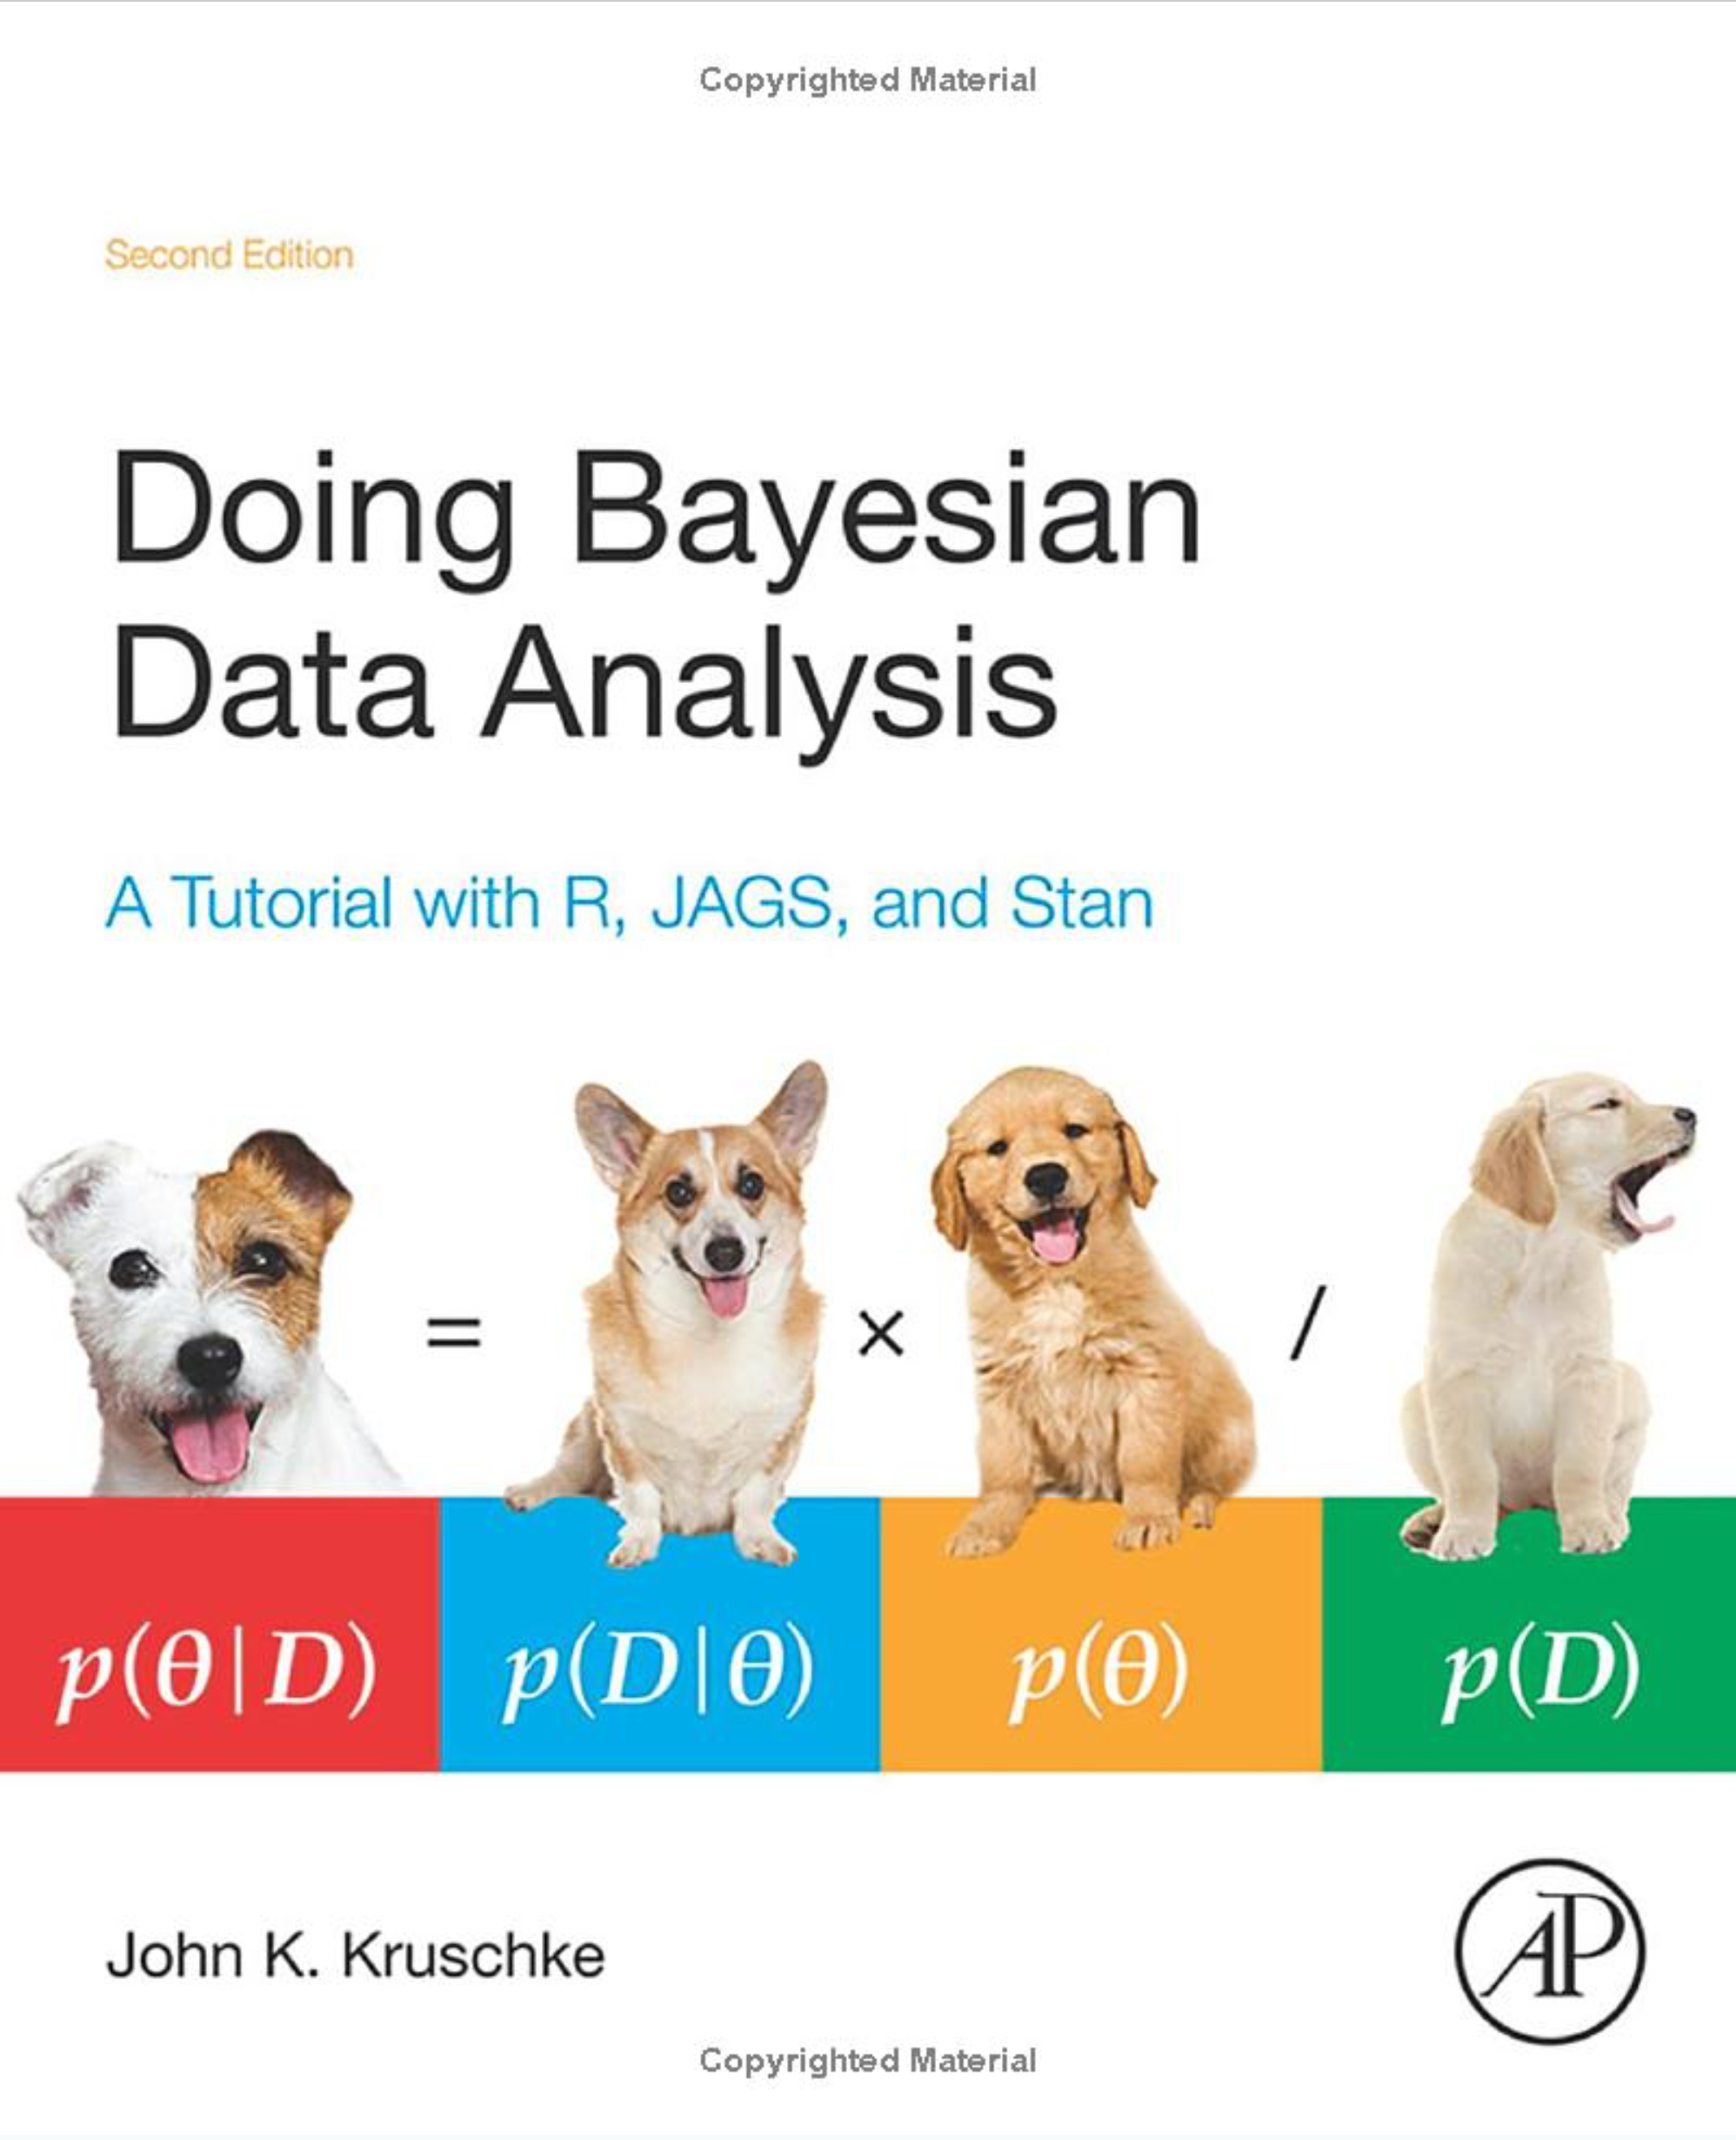 Copyrighted Material
Second Edition
Doing Bayesian
Data Analysis
A Tutorial with R, JAGS, and Stan
= × /
p(θ|D) p(D|θ) p(θ) p(D)
John K. Kruschke
AP
Copyrighted Material